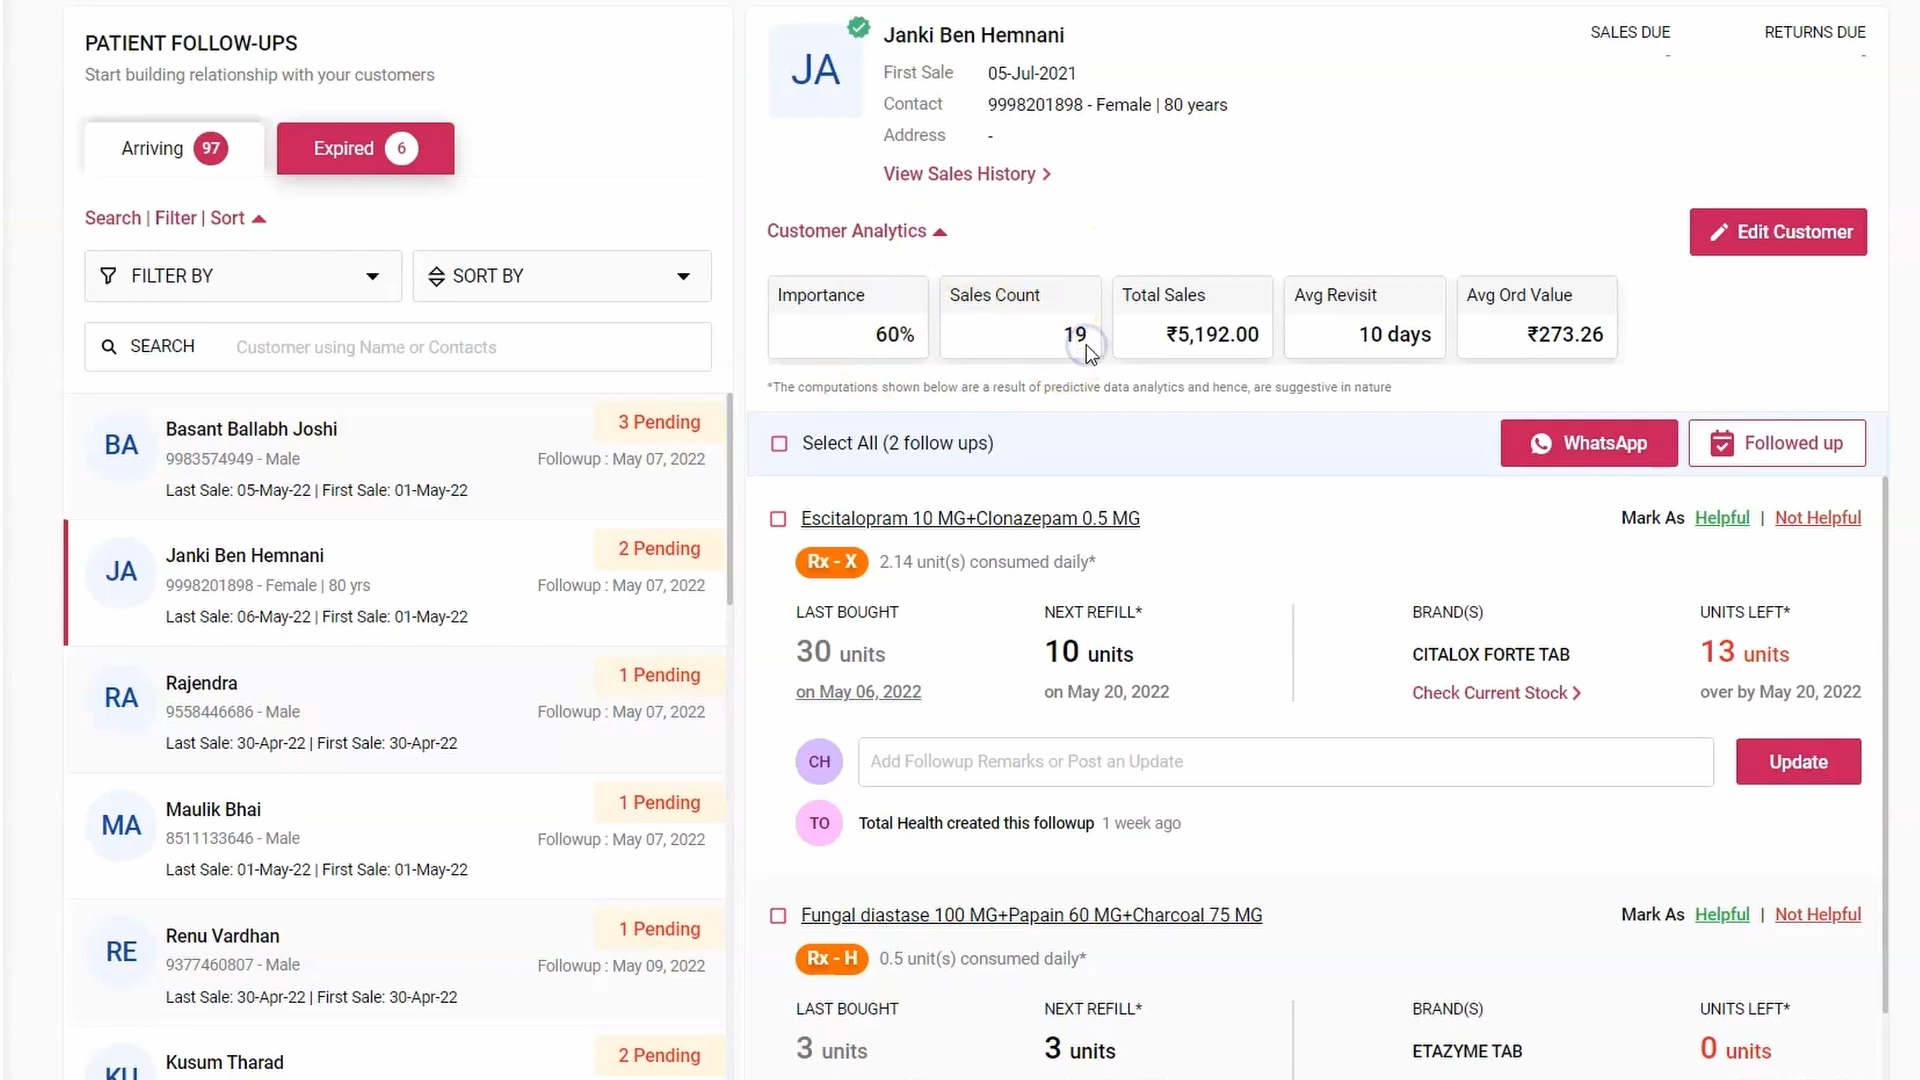 PATIENT FOLLOW-UPS
Start building relationship with your customers
Arriving 97
Expired 6
Search | Filter | Sort
FILTER BY
SORT BY
SEARCH Customer using Name or Contacts
BA
Basant Ballabh Joshi
3 Pending
9983574949 - Male
Followup : May 07, 2022
Last Sale: 05-May-22 | First Sale: 01-May-22
JA
Janki Ben Hemnani
2 Pending
9998201898 - Female | 80 yrs
Followup : May 07, 2022
Last Sale: 06-May-22 | First Sale: 01-May-22
RA
Rajendra
1 Pending
9558446686 - Male
Followup : May 07, 2022
Last Sale: 30-Apr-22 | First Sale: 30-Apr-22
MA
Maulik Bhai
1 Pending
8511133646 - Male
Followup : May 07, 2022
Last Sale: 01-May-22 | First Sale: 01-May-22
RE
Renu Vardhan
1 Pending
9377460807 - Male
Followup : May 09, 2022
Last Sale: 30-Apr-22 | First Sale: 30-Apr-22
KU
Kusum Tharad
2 Pending
JA
Janki Ben Hemnani
First Sale 05-Jul-2021
Contact 9998201898 - Female | 80 years
Address -
View Sales History
SALES DUE
-
RETURNS DUE
-
Customer Analytics
Edit Customer
Importance
60%
Sales Count
19
Total Sales
₹5,192.00
Avg Revisit
10 days
Avg Ord Value
₹273.26
*The computations shown below are a result of predictive data analytics and hence, are suggestive in nature
Select All (2 follow ups)
WhatsApp
Followed up
Escitalopram 10 MG+Clonazepam 0.5 MG
Mark As Helpful | Not Helpful
Rx - X 2.14 unit(s) consumed daily*
LAST BOUGHT
30 units
on May 06, 2022
NEXT REFILL*
10 units
on May 20, 2022
BRAND(S)
CITALOX FORTE TAB
Check Current Stock
UNITS LEFT*
13 units
over by May 20, 2022
CH
Add Followup Remarks or Post an Update
Update
TO
Total Health created this followup 1 week ago
Fungal diastase 100 MG+Papain 60 MG+Charcoal 75 MG
Mark As Helpful | Not Helpful
Rx - H 0.5 unit(s) consumed daily*
LAST BOUGHT
3 units
NEXT REFILL*
3 units
BRAND(S)
ETAZYME TAB
UNITS LEFT*
0 units